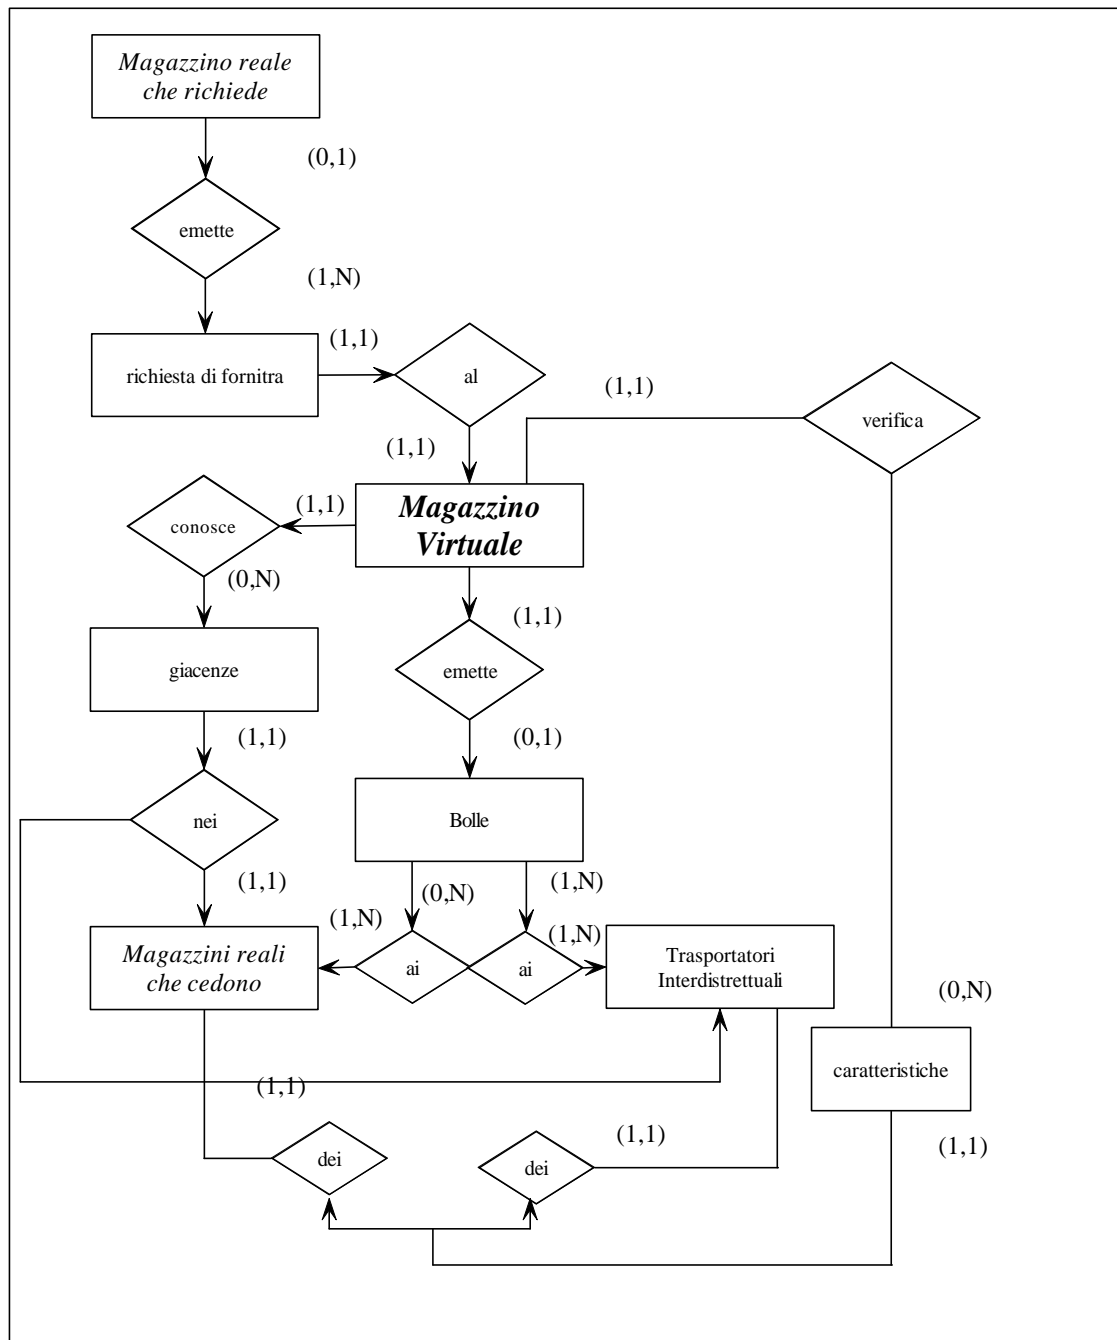 Magazzino reale
che richiede
(0,1)
emette
(1,N)
richiesta di fornitra
(1,1)
al
(1,1)
verifica
(1,1)
Magazzino
Virtuale
(1,1)
conosce
(0,N)
(1,1)
giacenze
emette
(1,1)
(0,1)
nei
Bolle
(1,1)
(0,N)
(1,N)
(1,N)
(1,N)
Magazzini reali
che cedono
ai
ai
Trasportatori
Interdistrettuali
(0,N)
caratteristiche
(1,1)
(1,1)
(1,1)
dei
dei